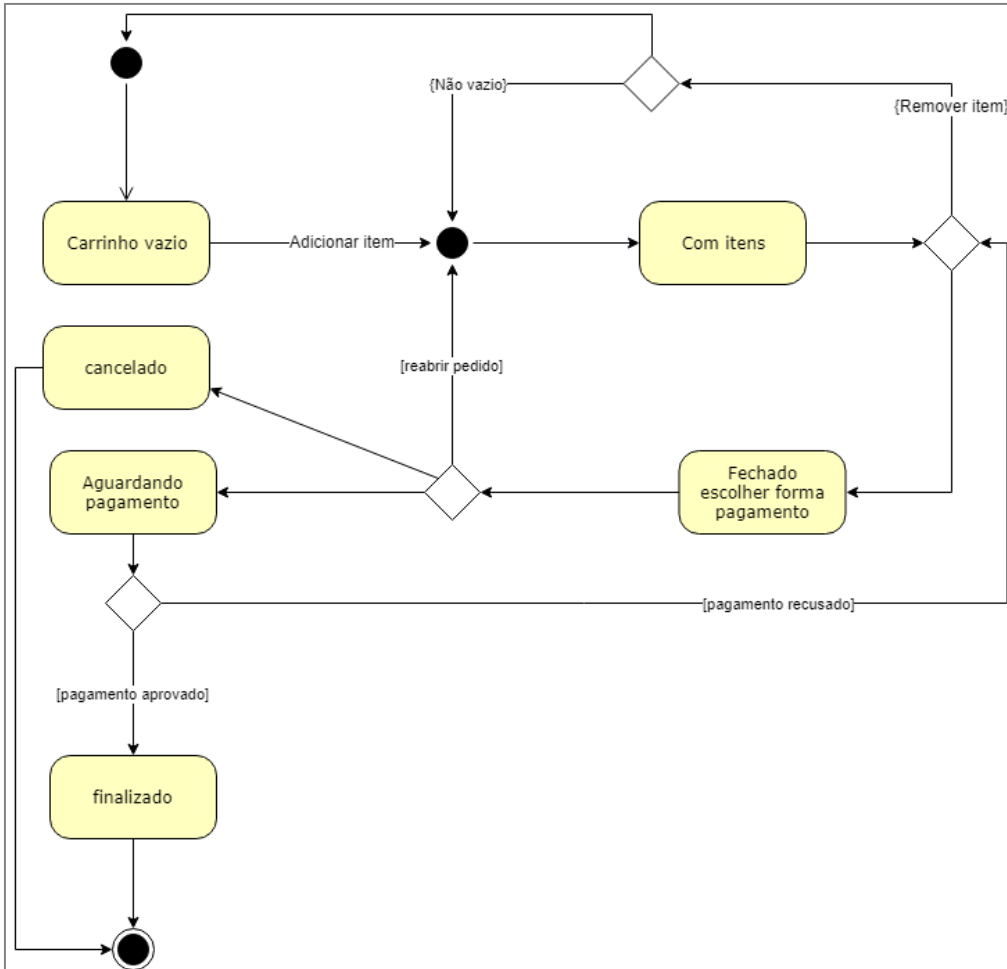 {Não vazio}
{Remover item}
Carrinho vazio
Adicionar item
Com itens
cancelado
[reabrir pedido]
Aguardando
pagamento
Fechado
escolher forma
pagamento
[pagamento recusado]
[pagamento aprovado]
finalizado